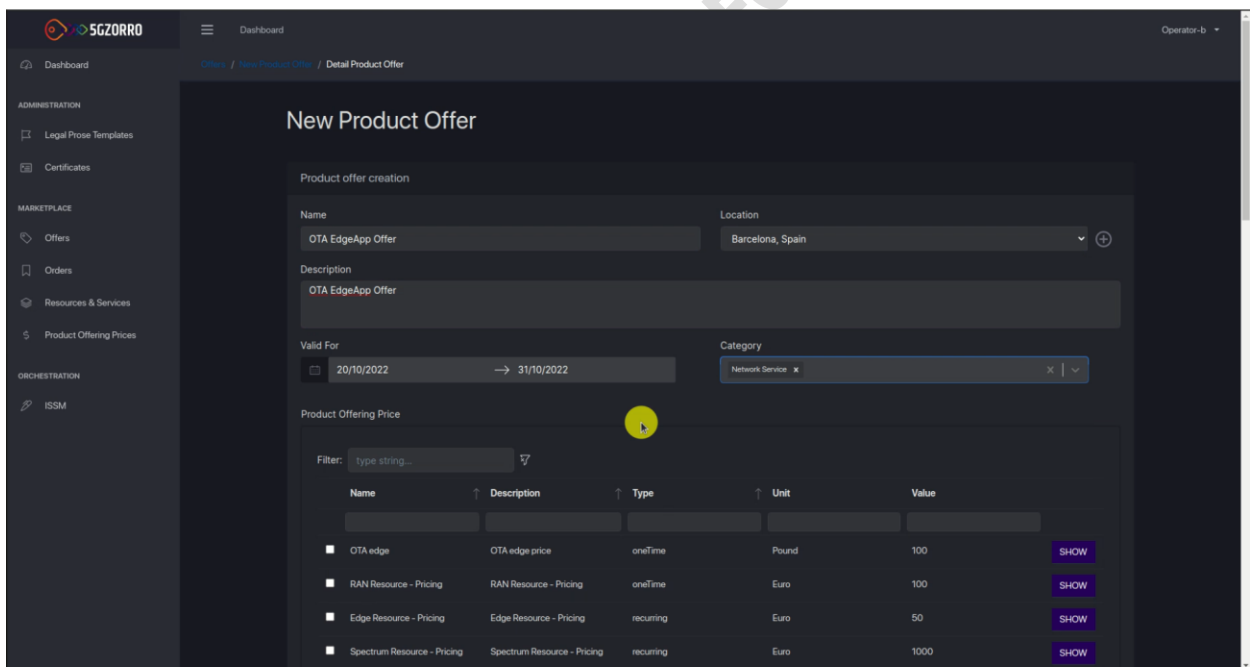 5GZORRO
Dashboard
Operator-b
Dashboard
Offers / New Product Offer / Detail Product Offer
ADMINISTRATION
Legal Prose Templates
Certificates
MARKETPLACE
Offers
Orders
Resources & Services
Product Offering Prices
ORCHESTRATION
ISSM
New Product Offer
Product offer creation
Name
Location
OTA EdgeApp Offer
Barcelona, Spain
Description
OTA EdgeApp Offer
Valid For
Category
20/10/2022 → 31/10/2022
Network Service x
Product Offering Price
Filter: type string...
Name Description Type Unit Value
OTA edge OTA edge price oneTime Pound 100 SHOW
RAN Resource - Pricing RAN Resource - Pricing oneTime Euro 100 SHOW
Edge Resource - Pricing Edge Resource - Pricing recurring Euro 50 SHOW
Spectrum Resource - Pricing Spectrum Resource - Pricing recurring Euro 1000 SHOW